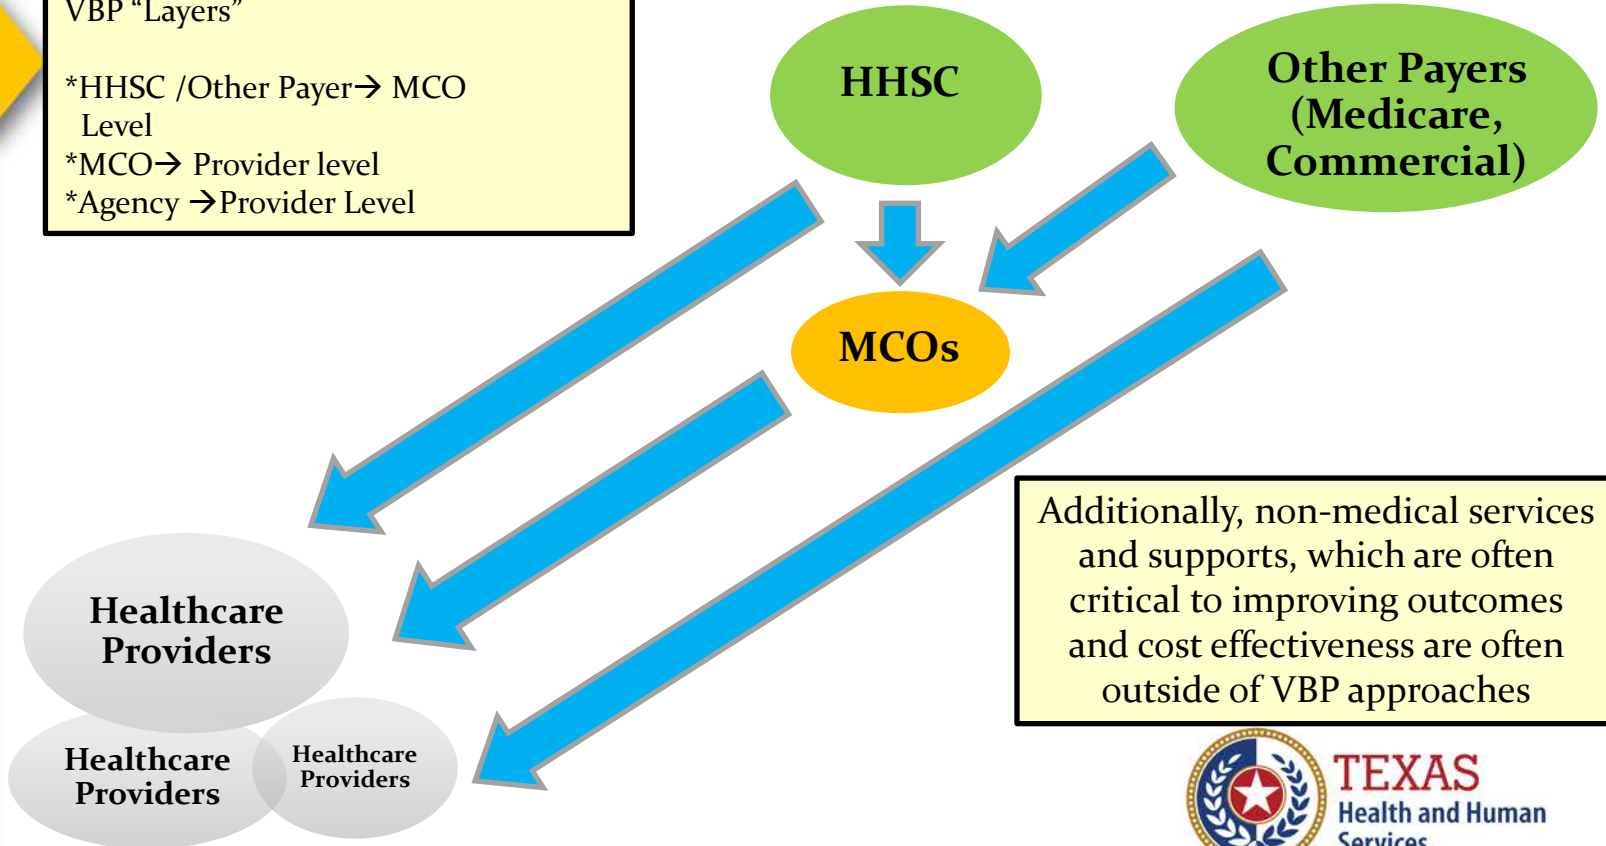 VBP “Layers”
*HHSC /Other Payer→ MCO
Level
*MCO→ Provider level
*Agency →Provider Level
HHSC
Other Payers
(Medicare,
Commercial)
MCOs
Additionally, non-medical services
and supports, which are often
critical to improving outcomes
and cost effectiveness are often
outside of VBP approaches
Healthcare
Providers
Healthcare
Providers
Healthcare
Providers
TEXAS
Health and Human
Services